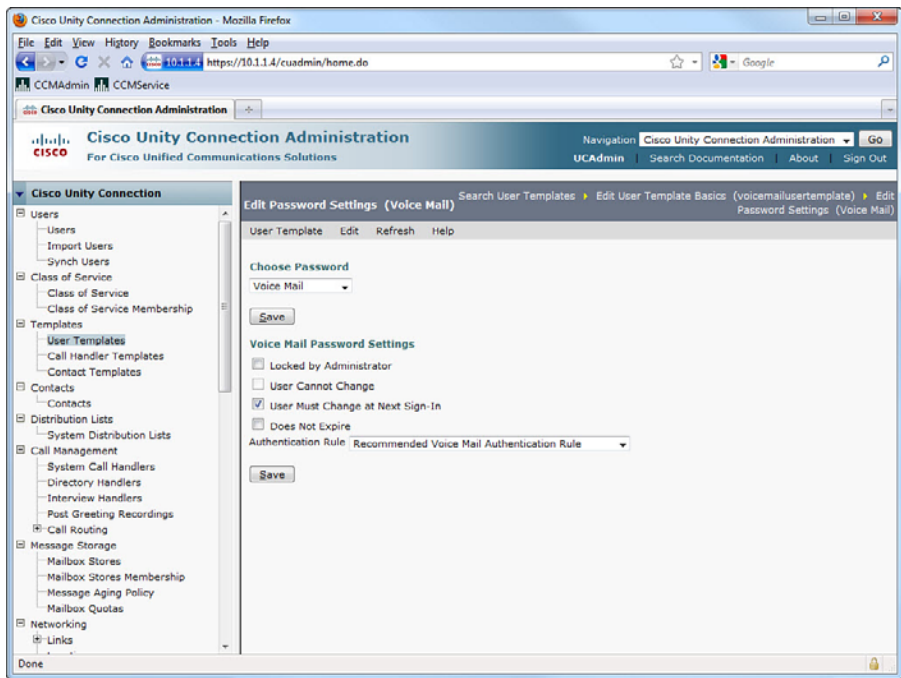 Cisco Unity Connection Administration - Mozilla Firefox
File Edit View History Bookmarks Tools Help
10.1.1.4 https://10.1.1.4/cuadmin/home.do
Google
CCMAdmin CCMService
Cisco Unity Connection Administration
CISCO
Cisco Unity Connection Administration
For Cisco Unified Communications Solutions
Navigation Cisco Unity Connection Administration Go
UCAdmin | Search Documentation | About | Sign Out
Cisco Unity Connection
Users
Users
Import Users
Synch Users
Class of Service
Class of Service
Class of Service Membership
Templates
User Templates
Call Handler Templates
Contact Templates
Contacts
Contacts
Distribution Lists
System Distribution Lists
Call Management
System Call Handlers
Directory Handlers
Interview Handlers
Post Greeting Recordings
Call Routing
Message Storage
Mailbox Stores
Mailbox Stores Membership
Message Aging Policy
Mailbox Quotas
Networking
Links
Edit Password Settings (Voice Mail)
Search User Templates Edit User Template Basics (voicemailusertemplate) Edit
Password Settings (Voice Mail)
User Template Edit Refresh Help
Choose Password
Voice Mail
Save
Voice Mail Password Settings
Locked by Administrator
User Cannot Change
User Must Change at Next Sign-In
Does Not Expire
Authentication Rule Recommended Voice Mail Authentication Rule
Save
Done